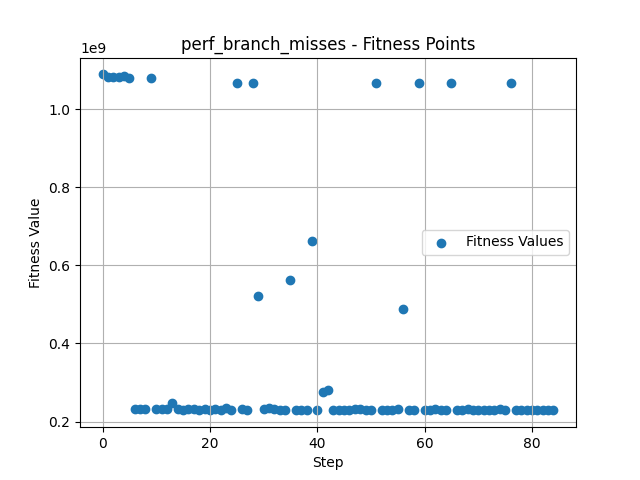 perf_branch_misses - Fitness Points
1e9
1.0
0.8
0.6
0.4
0.2
Fitness Value
Fitness Values
0 20 40 60 80
Step